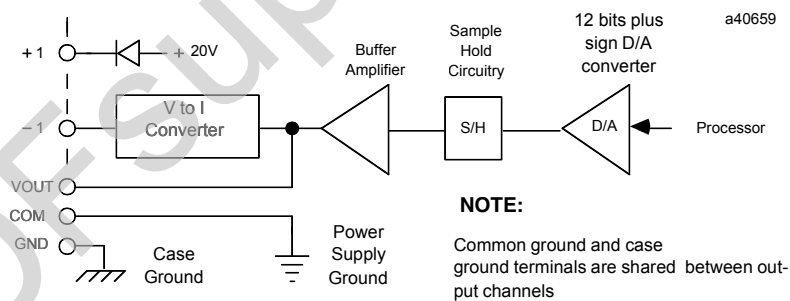 12 bits plus
sign D/A
converter
a40659
Sample
Hold
Circuitry
Buffer
Amplifier
+ 1
+ 20V
V to I
Converter
– 1
S/H
D/A
Processor
VOUT
COM
GND
Case
Ground
Power
Supply
Ground
NOTE:
Common ground and case
ground terminals are shared between out-
put channels